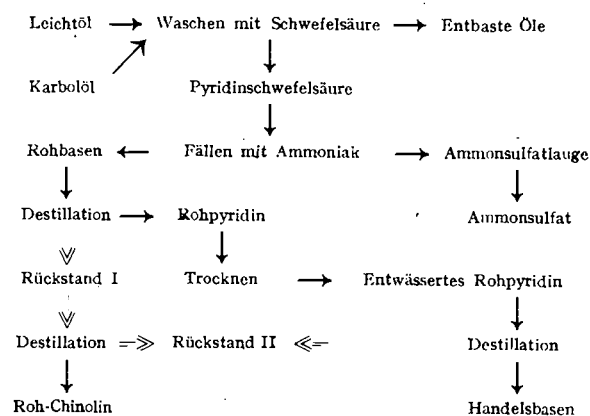 Leichtöl Waschen mit Schwefelsäure Entbaste Öle
Karbolöl Pyridinschwefelsäure
Rohbasen Fällen mit Ammoniak Ammonsulfatlauge
Destillation Rohpyridin Ammonsulfat
Rückstand I Trocknen Entwässertes Rohpyridin
Destillation Rückstand II Destillation
Roh-Chinolin Handelsbasen